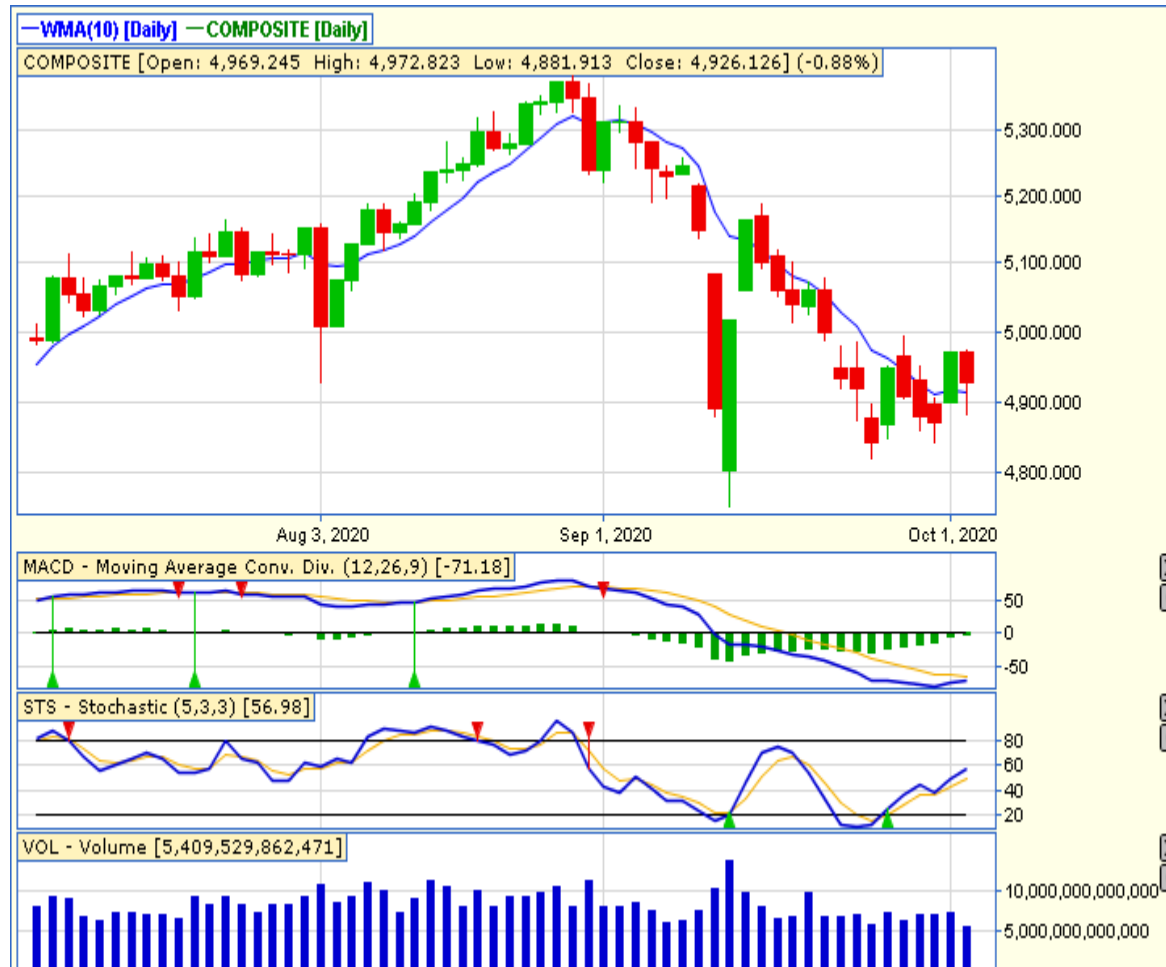 WMA(10) [Daily] COMPOSITE [Daily]
COMPOSITE [Open: 4,969.245 High: 4,972.823 Low: 4,881.913 Close: 4,926.126] (-0.88%)
5,300.000
5,200.000
5,100.000
5,000.000
4,900.000
4,800.000
Aug 3, 2020 Sep 1, 2020 Oct 1, 2020
MACD - Moving Average Conv. Div. (12,26,9) [-71.18]
50
0
-50
STS - Stochastic (5,3,3) [56.98]
80
60
40
20
VOL - Volume [5,409,529,862,471]
10,000,000,000,000
5,000,000,000,000